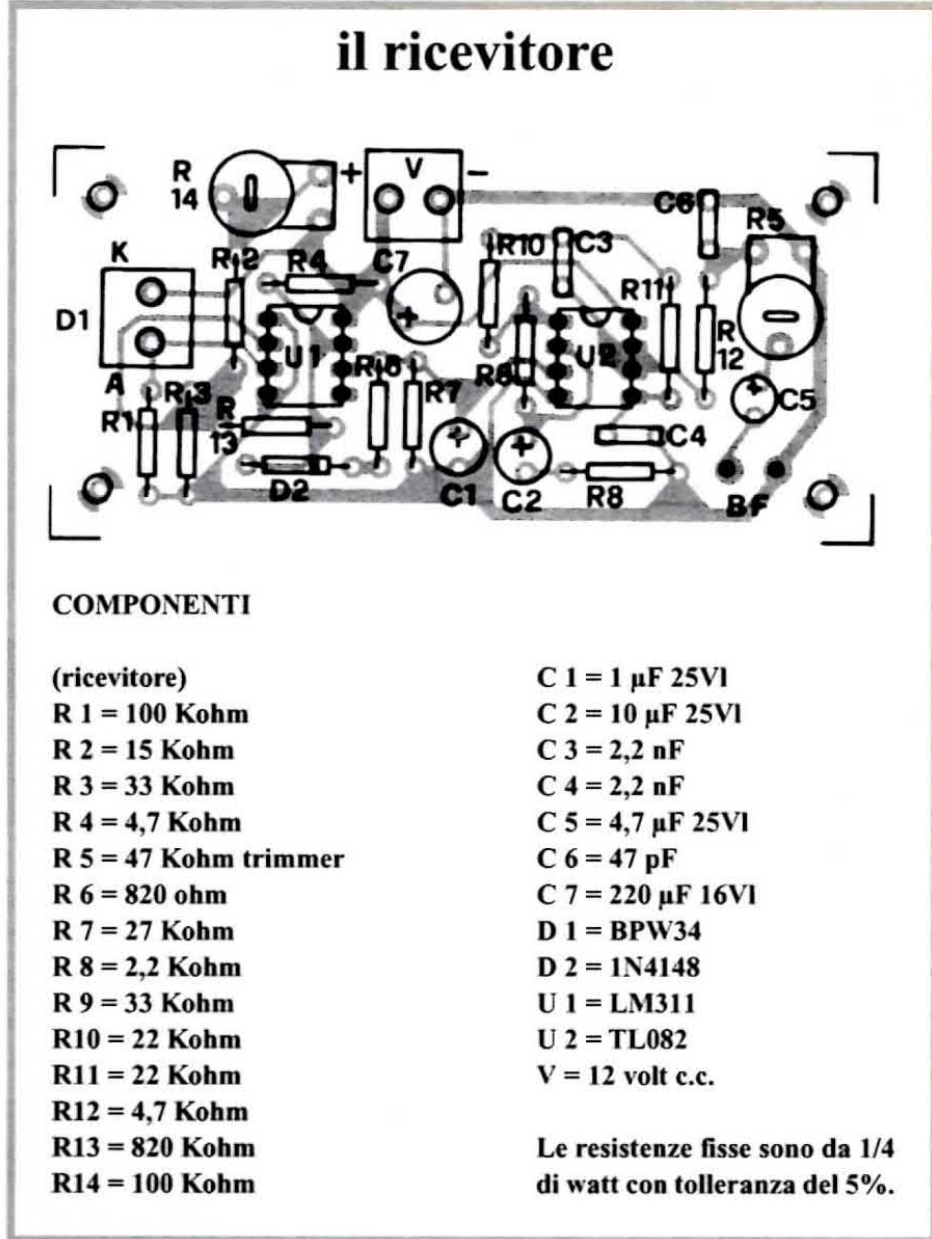 il ricevitore
R
14
+ V -
C6
R5
K
R 2
R4
C7
R10
C3
D1
U1
R11
U2
R
12
A
R1
R 3
R 6
R7
C5
R
13
C4
D2
C1
C2
R8
BF
COMPONENTI
(ricevitore)
R 1 = 100 Kohm
R 2 = 15 Kohm
R 3 = 33 Kohm
R 4 = 4,7 Kohm
R 5 = 47 Kohm trimmer
R 6 = 820 ohm
R 7 = 27 Kohm
R 8 = 2,2 Kohm
R 9 = 33 Kohm
R10 = 22 Kohm
R11 = 22 Kohm
R12 = 4,7 Kohm
R13 = 820 Kohm
R14 = 100 Kohm
C 1 = 1 µF 25Vl
C 2 = 10 µF 25Vl
C 3 = 2,2 nF
C 4 = 2,2 nF
C 5 = 4,7 µF 25Vl
C 6 = 47 pF
C 7 = 220 µF 16Vl
D 1 = BPW34
D 2 = 1N4148
U 1 = LM311
U 2 = TL082
V = 12 volt c.c.
Le resistenze fisse sono da 1/4
di watt con tolleranza del 5%.